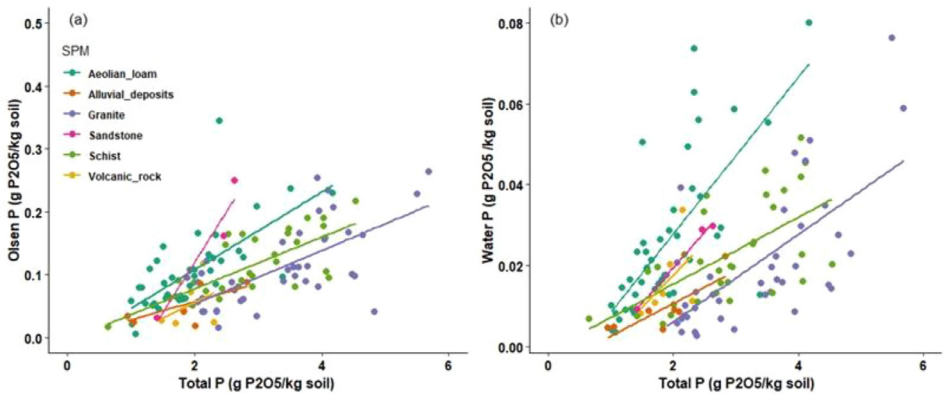 (a)
0.5
0.4
0.3
0.2
0.1
0.0
Olsen P (g P2O5/kg soil)
SPM
Aeolian_loam
Alluvial_deposits
Granite
Sandstone
Schist
Volcanic_rock
0 2 4 6
Total P (g P2O5/kg soil)
(b)
0.08
0.06
0.04
0.02
0.00
Water P (g P2O5 /kg soil)
0 2 4 6
Total P (g P2O5/kg soil)